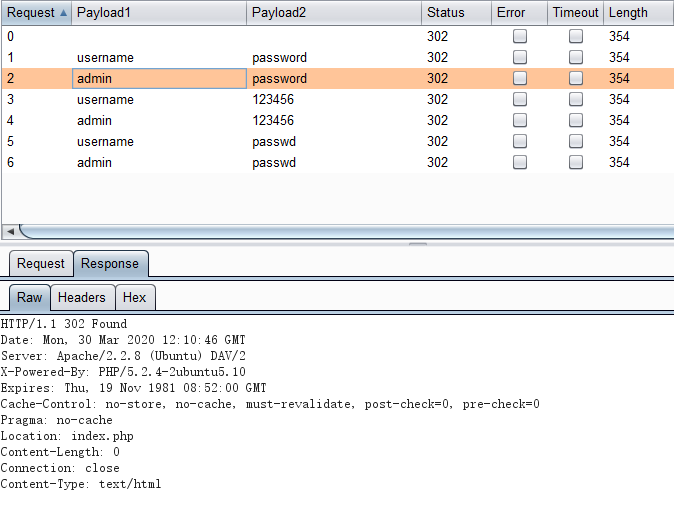 Request Payload1 Payload2 Status Error Timeout Length
0 302 354
1 username password 302 354
2 admin password 302 354
3 username 123456 302 354
4 admin 123456 302 354
5 username passwd 302 354
6 admin passwd 302 354
Request Response
Raw Headers Hex
HTTP/1.1 302 Found
Date: Mon, 30 Mar 2020 12:10:46 GMT
Server: Apache/2.2.8 (Ubuntu) DAV/2
X-Powered-By: PHP/5.2.4-2ubuntu5.10
Expires: Thu, 19 Nov 1981 08:52:00 GMT
Cache-Control: no-store, no-cache, must-revalidate, post-check=0, pre-check=0
Pragma: no-cache
Location: index.php
Content-Length: 0
Connection: close
Content-Type: text/html